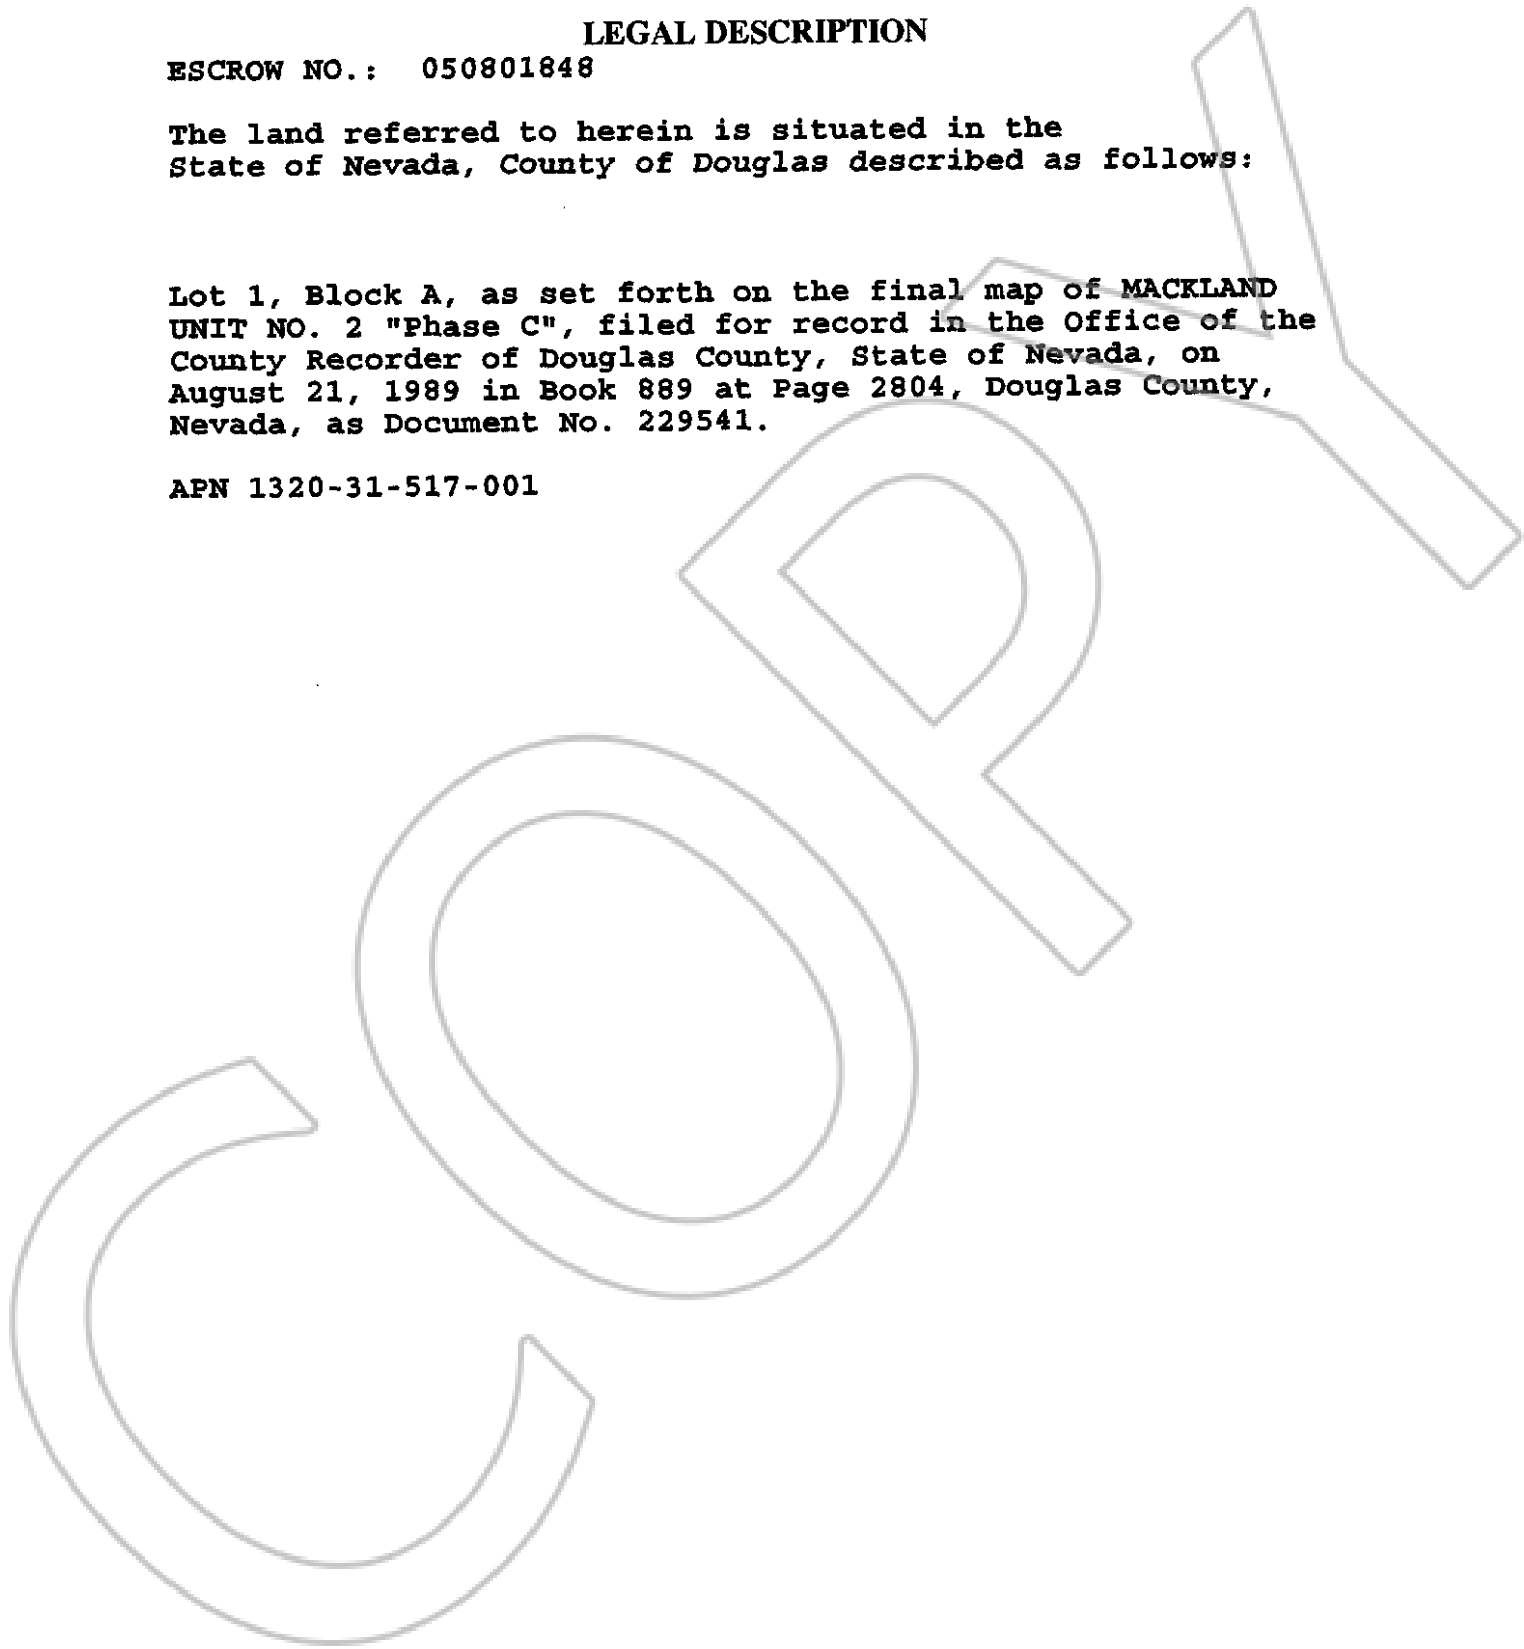 LEGAL DESCRIPTION
ESCROW NO.: 050801848
The land referred to herein is situated in the
State of Nevada, County of Douglas described as follows:
Lot 1, Block A, as set forth on the final map of MACKLAND
UNIT NO. 2 "Phase C", filed for record in the Office of the
County Recorder of Douglas County, State of Nevada, on
August 21, 1989 in Book 889 at Page 2804, Douglas County,
Nevada, as Document No. 229541.
APN 1320-31-517-001
COPY